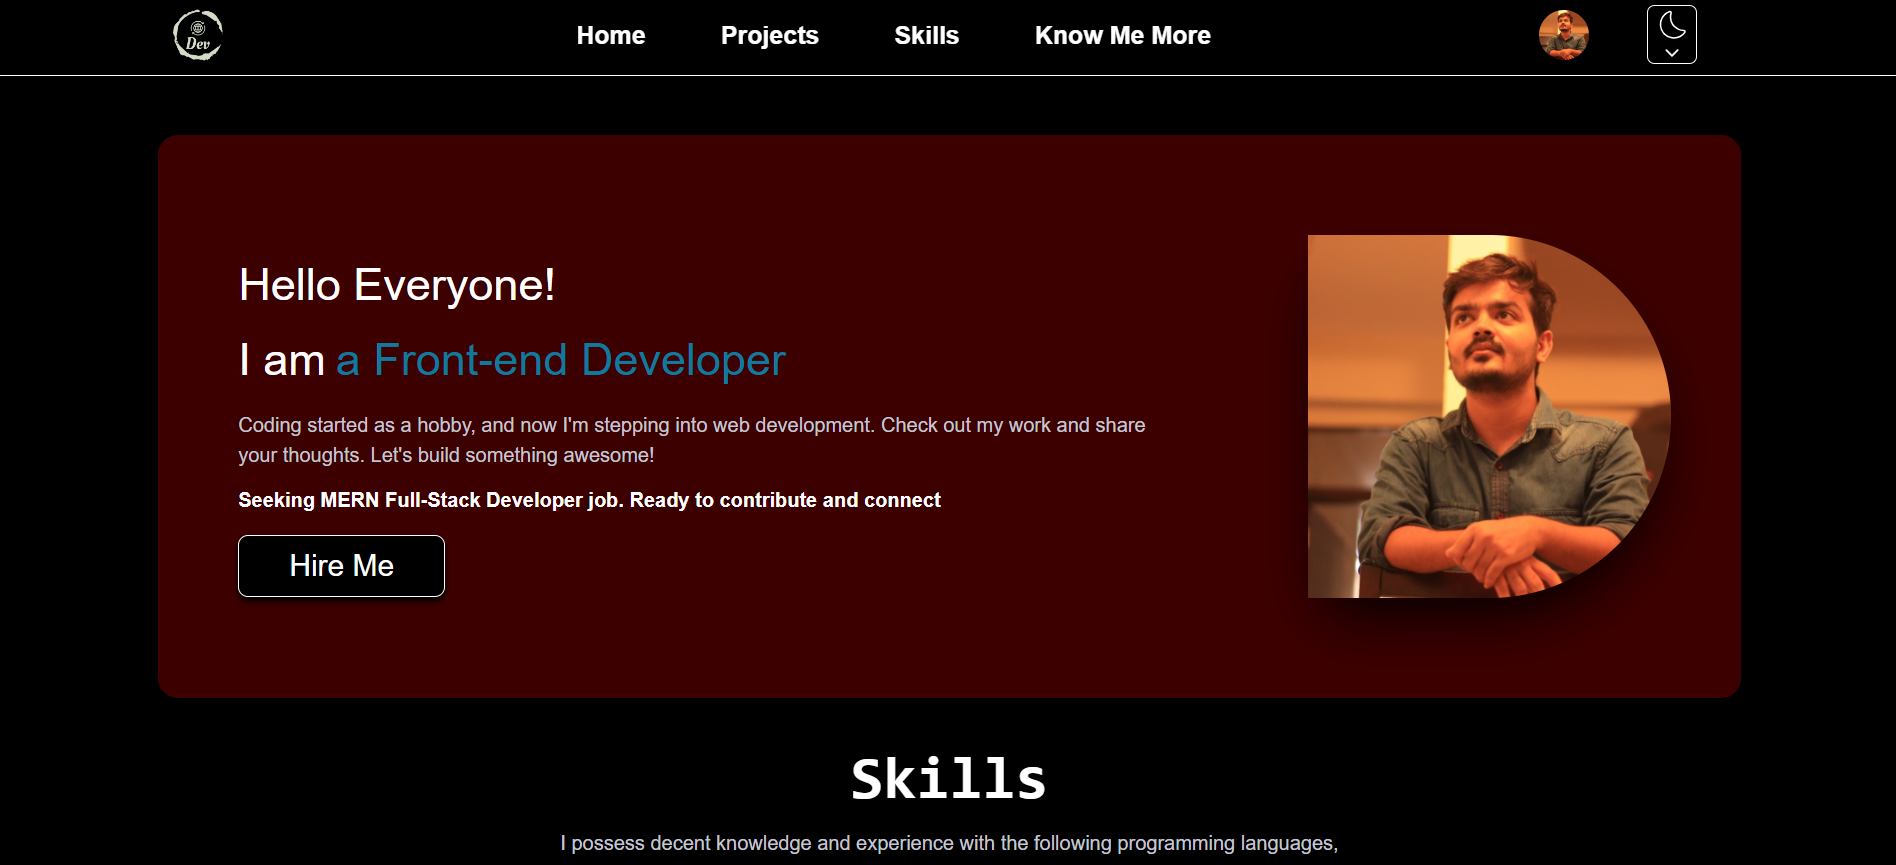 Dev
Home
Projects
Skills
Know Me More
Hello Everyone!
I am a Front-end Developer
Coding started as a hobby, and now I'm stepping into web development. Check out my work and share
your thoughts. Let's build something awesome!
Seeking MERN Full-Stack Developer job. Ready to contribute and connect
Hire Me
Skills
I possess decent knowledge and experience with the following programming languages,